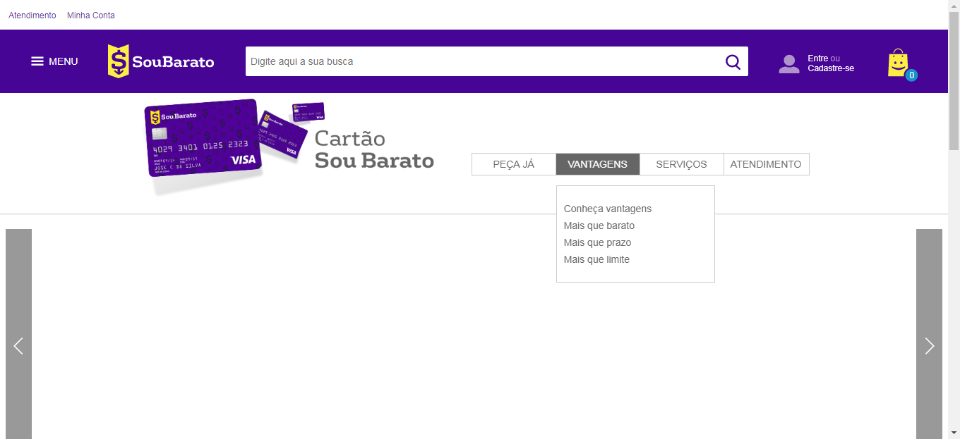 Atendimento Minha Conta
MENU
SouBarato
Digite aqui a sua busca
Entre ou
Cadastre-se
0
SouBarato
4029 3401 0125 2323
VISA
Cartão
Sou Barato
PEÇA JÁ VANTAGENS SERVIÇOS ATENDIMENTO
Conheça vantagens
Mais que barato
Mais que prazo
Mais que limite